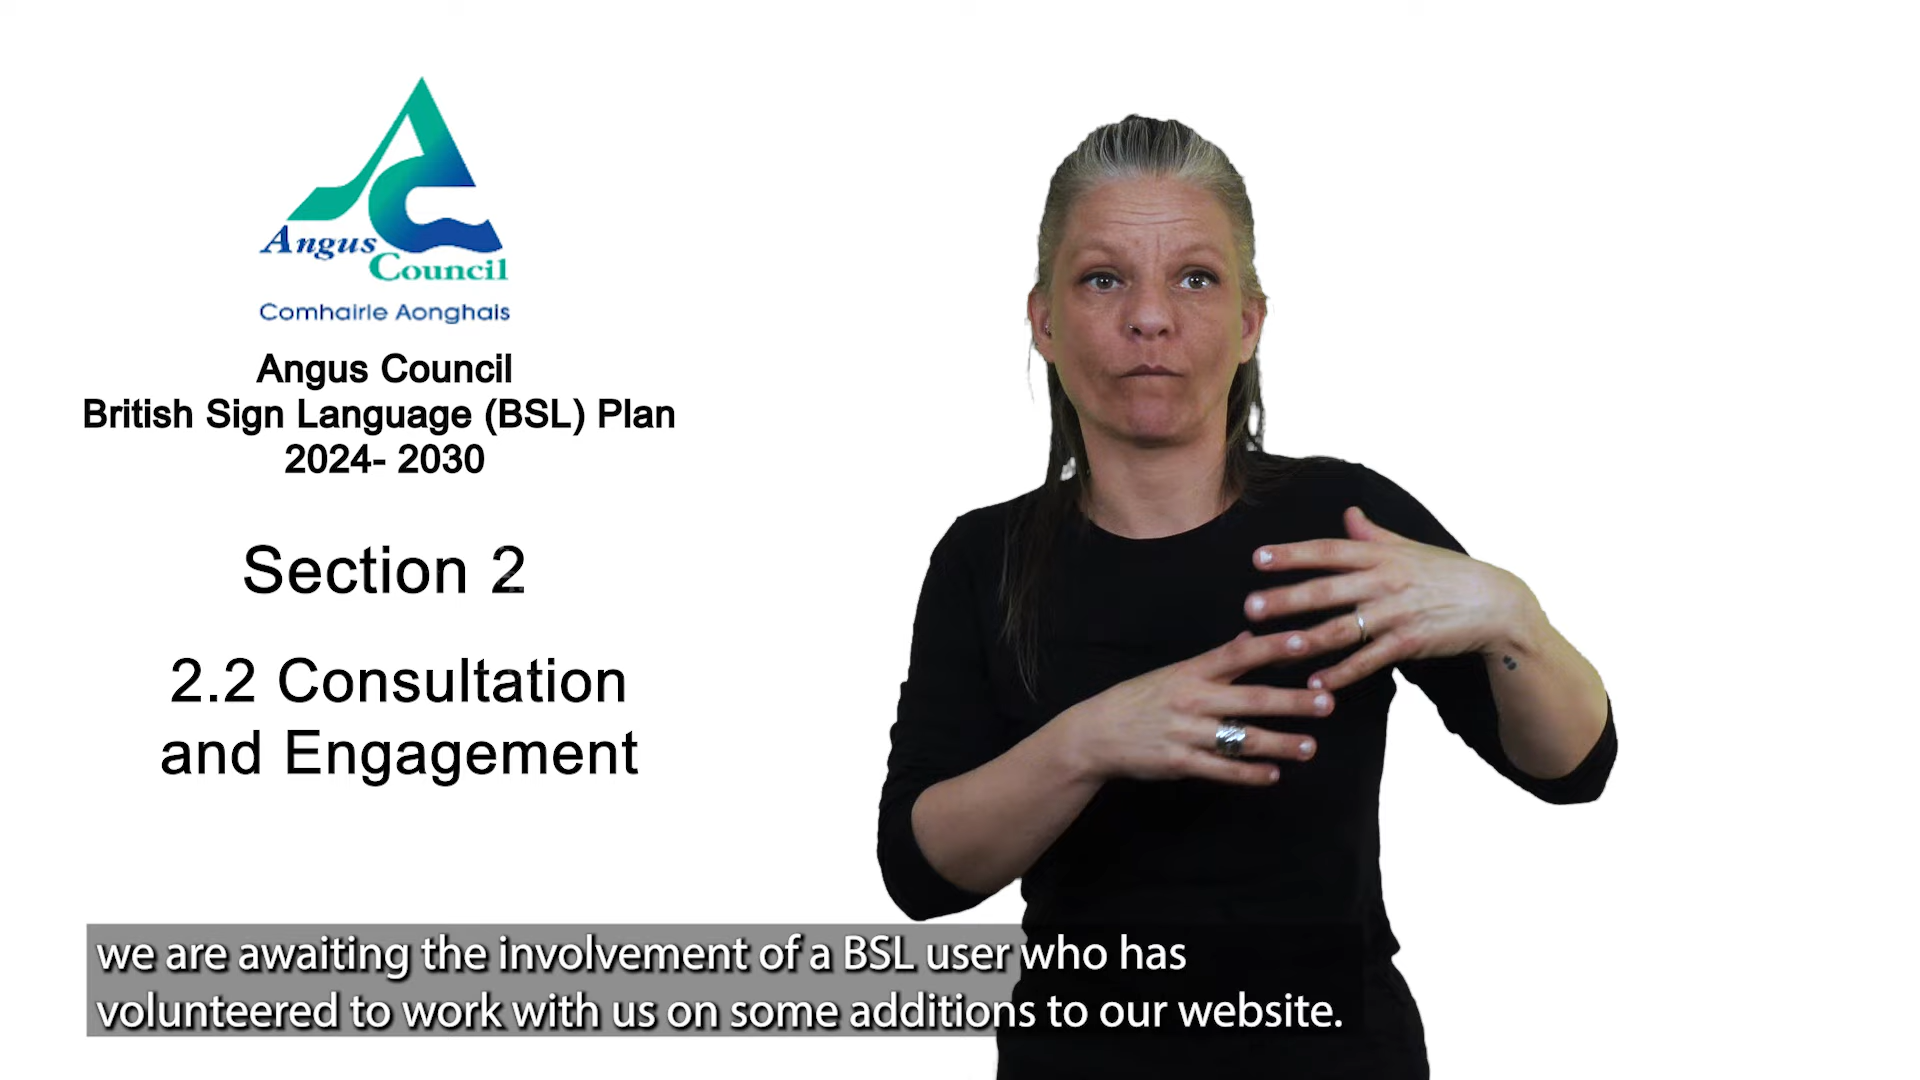 Angus
Council
Comhairle Aonghais
Angus Council
British Sign Language (BSL) Plan
2024- 2030
Section 2
2.2 Consultation
and Engagement
we are awaiting the involvement of a BSL user who has
volunteered to work with us on some additions to our website.